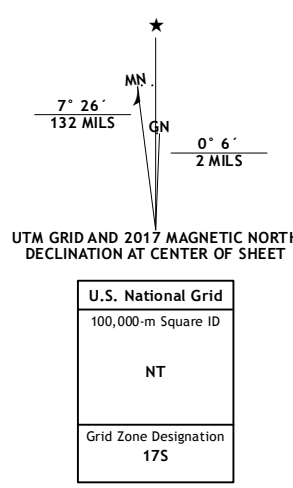 ★
MN
7° 26´
132 MILS
GN
0° 6´
2 MILS
UTM GRID AND 2017 MAGNETIC NORTH
DECLINATION AT CENTER OF SHEET
U.S. National Grid
100,000-m Square ID
NT
Grid Zone Designation
17S